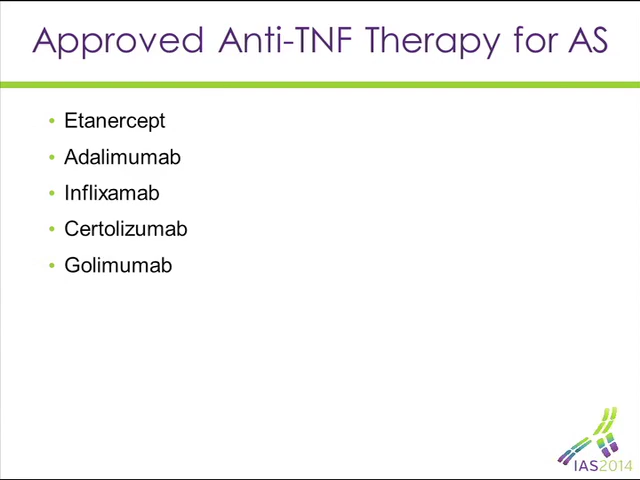 Approved Anti-TNF Therapy for AS
• Etanercept
• Adalimumab
• Inflixamab
• Certolizumab
• Golimumab
IAS2014